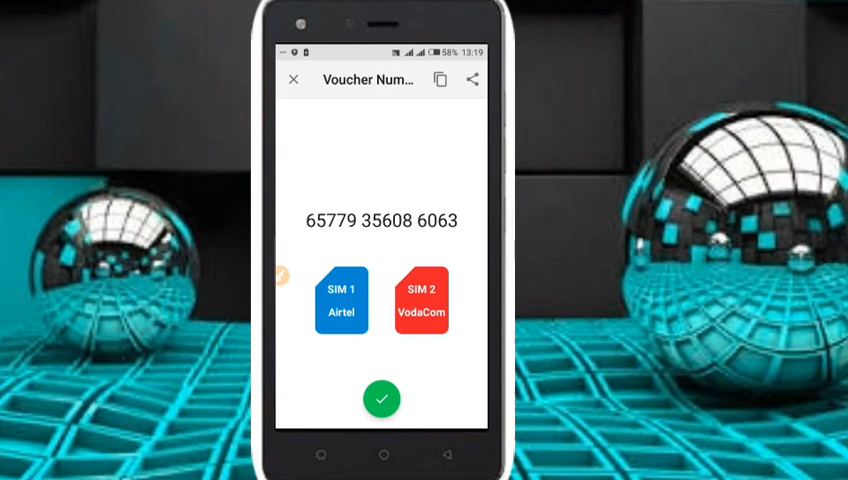 58% 13:19
Voucher Num...
65779 35608 6063
SIM 1
Airtel
SIM 2
VodaCom